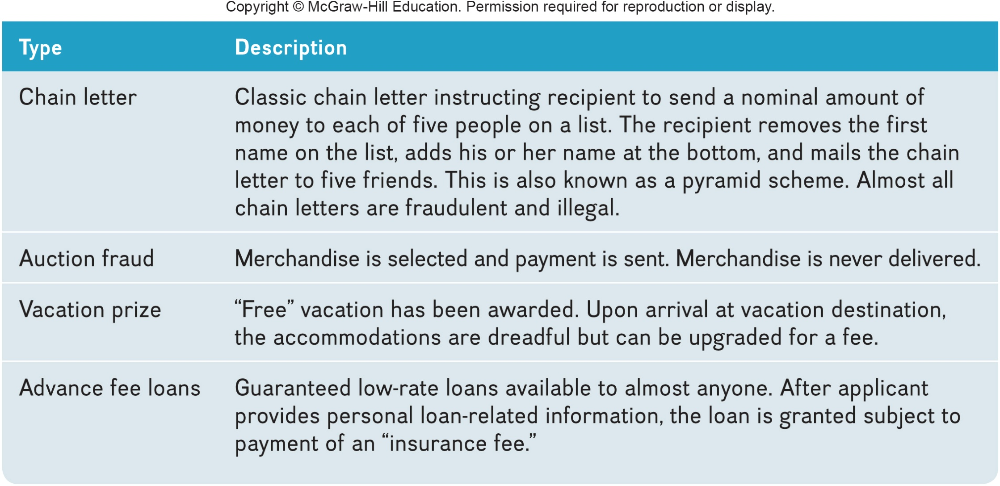 Copyright © McGraw-Hill Education. Permission required for reproduction or display.
Type Description
Chain letter Classic chain letter instructing recipient to send a nominal amount of
money to each of five people on a list. The recipient removes the first
name on the list, adds his or her name at the bottom, and mails the chain
letter to five friends. This is also known as a pyramid scheme. Almost all
chain letters are fraudulent and illegal.
Auction fraud Merchandise is selected and payment is sent. Merchandise is never delivered.
Vacation prize “Free” vacation has been awarded. Upon arrival at vacation destination,
the accommodations are dreadful but can be upgraded for a fee.
Advance fee loans Guaranteed low-rate loans available to almost anyone. After applicant
provides personal loan-related information, the loan is granted subject to
payment of an “insurance fee.”